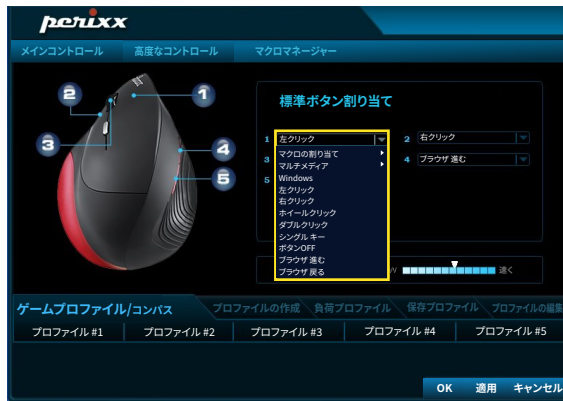 perixx
メインコントロール 高度なコントロール マクロマネージャー
1
2
3
4
5
標準ボタン割り当て
1 左クリック 2 右クリック
3 4 ブラウザ 進む
5
マクロの割り当て
マルチメディア
Windows
左クリック
右クリック
ホイールクリック
ダブルクリック
シングル キー
ボタンOFF
ブラウザ 進む
ブラウザ 戻る
速く
ゲームプロファイル/コンパス プロファイルの作成 負荷プロファイル 保存プロファイル プロファイルの編集
プロファイル #1 プロファイル #2 プロファイル #3 プロファイル #4 プロファイル #5
OK 適用 キャンセル